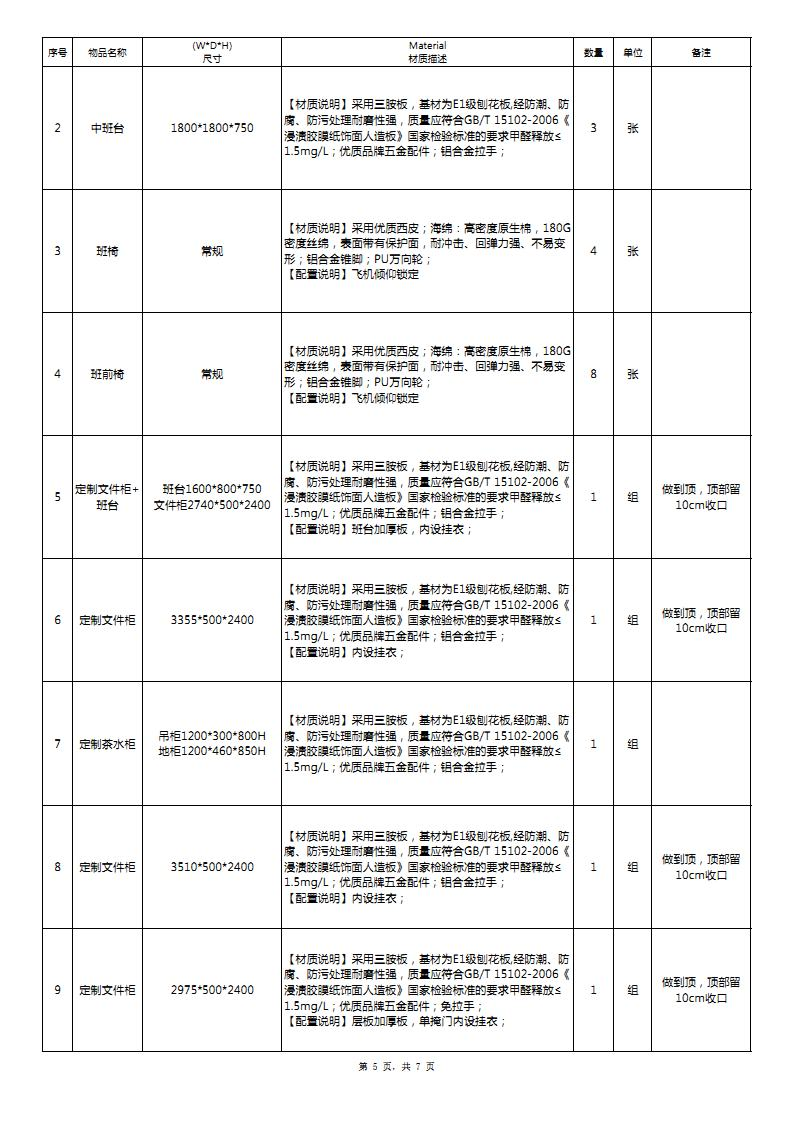 序号 物品名称 (W*D*H) Material 数量 单位 备注
尺寸 材质描述
【材质说明】采用三胺板，基材为E1级刨花板,经防潮、防
2 中班台 1800*1800*750 腐、防污处理耐磨性强，质量应符合GB/T 15102-2006《 3 张
浸渍胶膜纸饰面人造板》国家检验标准的要求甲醛释放≤
1.5mg/L；优质品牌五金配件；铝合金拉手；
【材质说明】采用优质西皮；海绵：高密度原生棉，180G
3 班椅 常规 密度丝绵，表面带有保护面，耐冲击、回弹力强、不易变 4 张
形；铝合金锥脚；PU万向轮；
【配置说明】飞机倾仰锁定
【材质说明】采用优质西皮；海绵：高密度原生棉，180G
4 班前椅 常规 密度丝绵，表面带有保护面，耐冲击、回弹力强、不易变 8 张
形；铝合金锥脚；PU万向轮；
【配置说明】飞机倾仰锁定
【材质说明】采用三胺板，基材为E1级刨花板,经防潮、防
5 定制文件柜+ 班台1600*800*750 腐、防污处理耐磨性强，质量应符合GB/T 15102-2006《 1 组 做到顶，顶部留
班台 文件柜2740*500*2400 浸渍胶膜纸饰面人造板》国家检验标准的要求甲醛释放≤ 10cm收口
1.5mg/L；优质品牌五金配件；铝合金拉手；
【配置说明】班台加厚板，内设挂衣；
【材质说明】采用三胺板，基材为E1级刨花板,经防潮、防
6 定制文件柜 3355*500*2400 腐、防污处理耐磨性强，质量应符合GB/T 15102-2006《 1 组 做到顶，顶部留
浸渍胶膜纸饰面人造板》国家检验标准的要求甲醛释放≤ 10cm收口
1.5mg/L；优质品牌五金配件；铝合金拉手；
【配置说明】内设挂衣；
【材质说明】采用三胺板，基材为E1级刨花板,经防潮、防
7 定制茶水柜 吊柜1200*300*800H 腐、防污处理耐磨性强，质量应符合GB/T 15102-2006《 1 组
地柜1200*460*850H 浸渍胶膜纸饰面人造板》国家检验标准的要求甲醛释放≤
1.5mg/L；优质品牌五金配件；铝合金拉手；
【材质说明】采用三胺板，基材为E1级刨花板,经防潮、防
8 定制文件柜 3510*500*2400 腐、防污处理耐磨性强，质量应符合GB/T 15102-2006《 1 组 做到顶，顶部留
浸渍胶膜纸饰面人造板》国家检验标准的要求甲醛释放≤ 10cm收口
1.5mg/L；优质品牌五金配件；铝合金拉手；
【配置说明】内设挂衣；
【材质说明】采用三胺板，基材为E1级刨花板,经防潮、防
9 定制文件柜 2975*500*2400 腐、防污处理耐磨性强，质量应符合GB/T 15102-2006《 1 组 做到顶，顶部留
浸渍胶膜纸饰面人造板》国家检验标准的要求甲醛释放≤ 10cm收口
1.5mg/L；优质品牌五金配件；免拉手；
【配置说明】层板加厚板，单掩门内设挂衣；
第 5 页，共 7 页